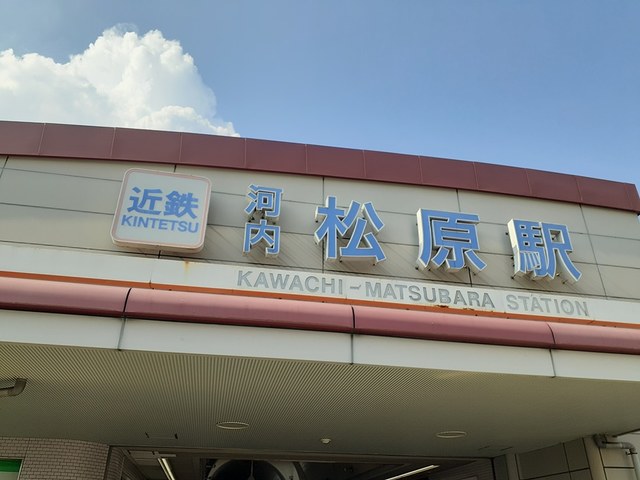 近鉄
KINTETSU
河内
松原駅
KAWACHI-MATSUBARA STATION